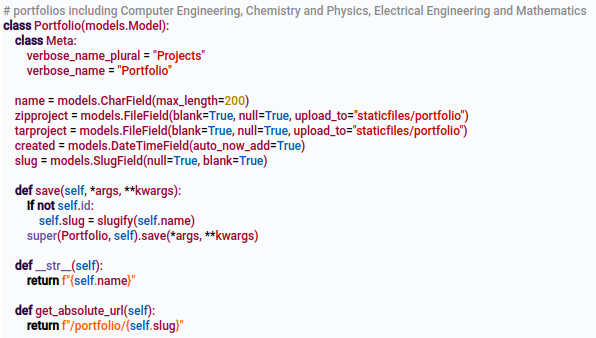 # portfolios including Computer Engineering, Chemistry and Physics, Electrical Engineering and Mathematics
class Portfolio(models.Model):
    class Meta:
        verbose_name_plural = "Projects"
        verbose_name = "Portfolio"

    name = models.CharField(max_length=200)
    zipproject = models.FileField(blank=True, null=True, upload_to="staticfiles/portfolio")
    tarproject = models.FileField(blank=True, null=True, upload_to="staticfiles/portfolio")
    created = models.DateTimeField(auto_now_add=True)
    slug = models.SlugField(null=True, blank=True)

    def save(self, *args, **kwargs):
        if not self.id:
            self.slug = slugify(self.name)
        super(Portfolio, self).save(*args, **kwargs)

    def __str__(self):
        return f"{self.name}"

    def get_absolute_url(self):
        return f"/portfolio/{self.slug}"